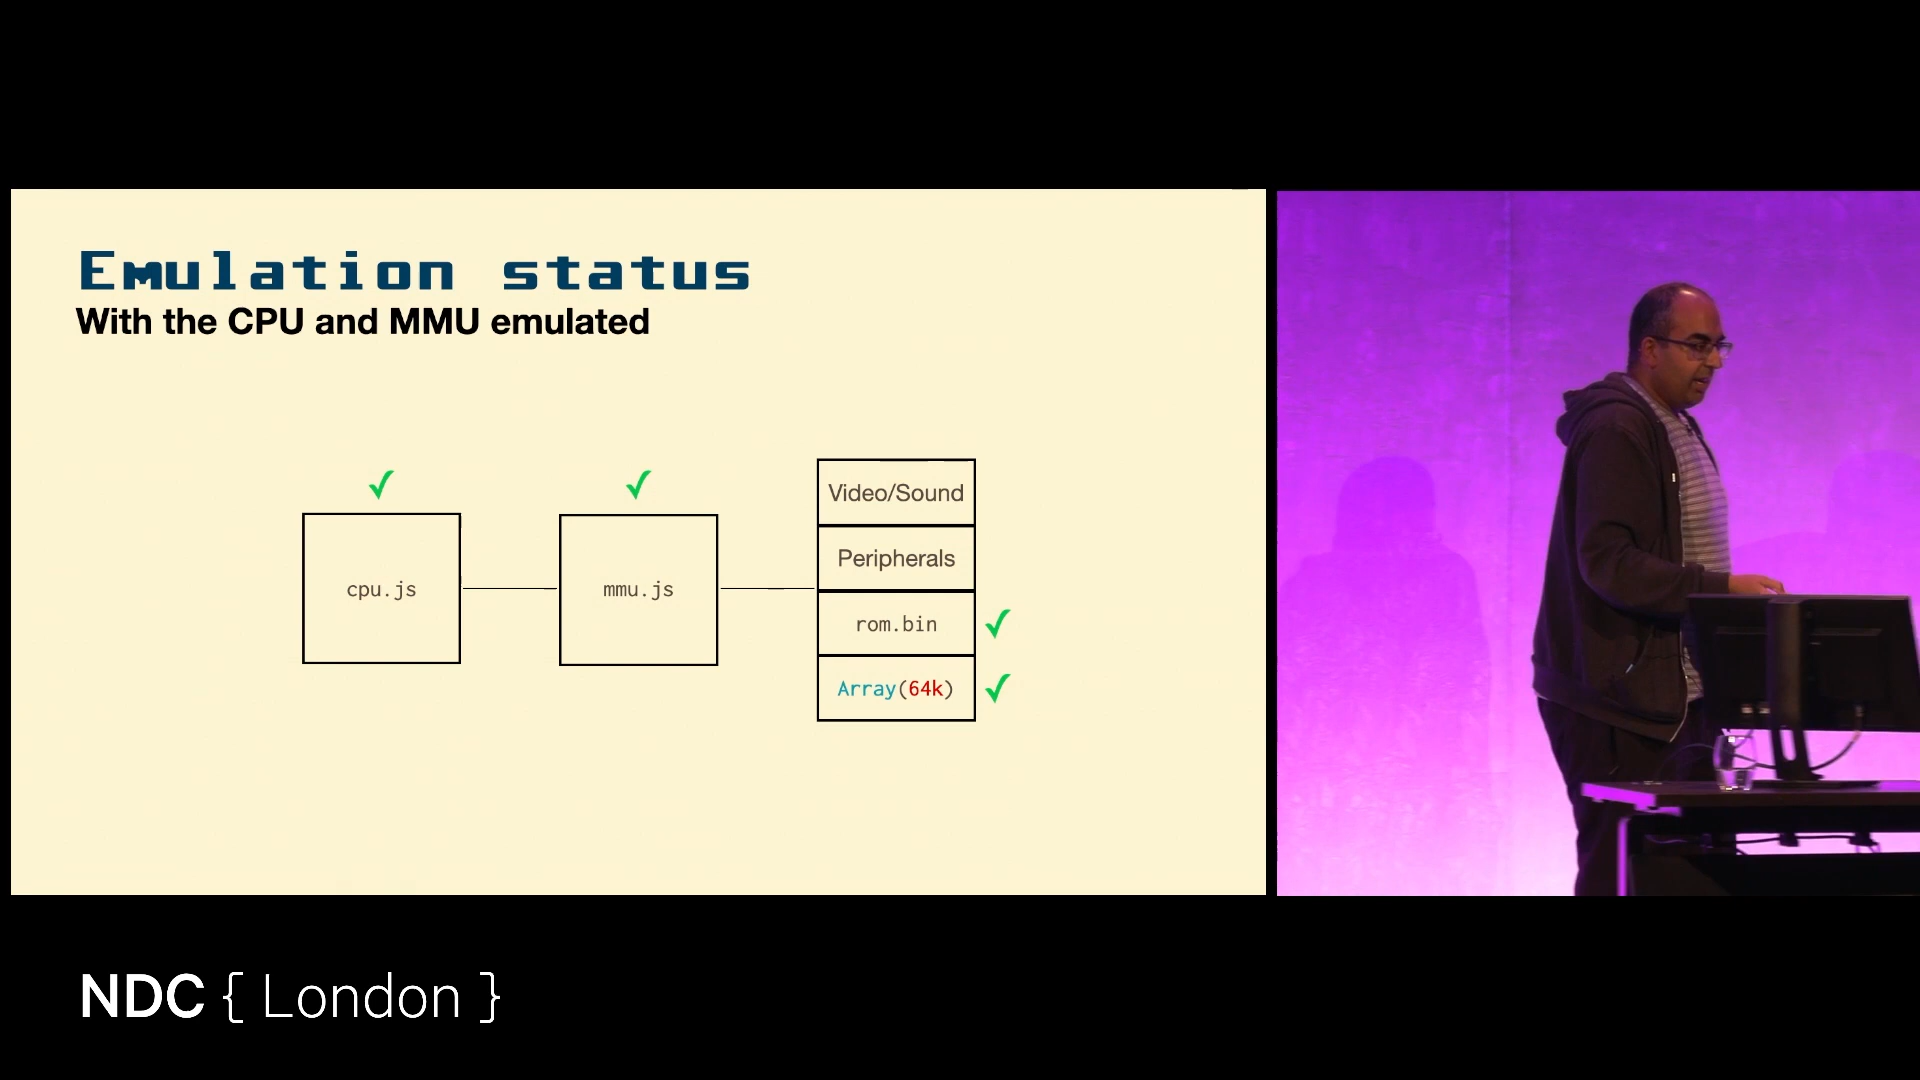 Emulation status
With the CPU and MMU emulated
cpu.js
mmu.js
Video/Sound
Peripherals
rom.bin
Array(64k)
NDC { London }